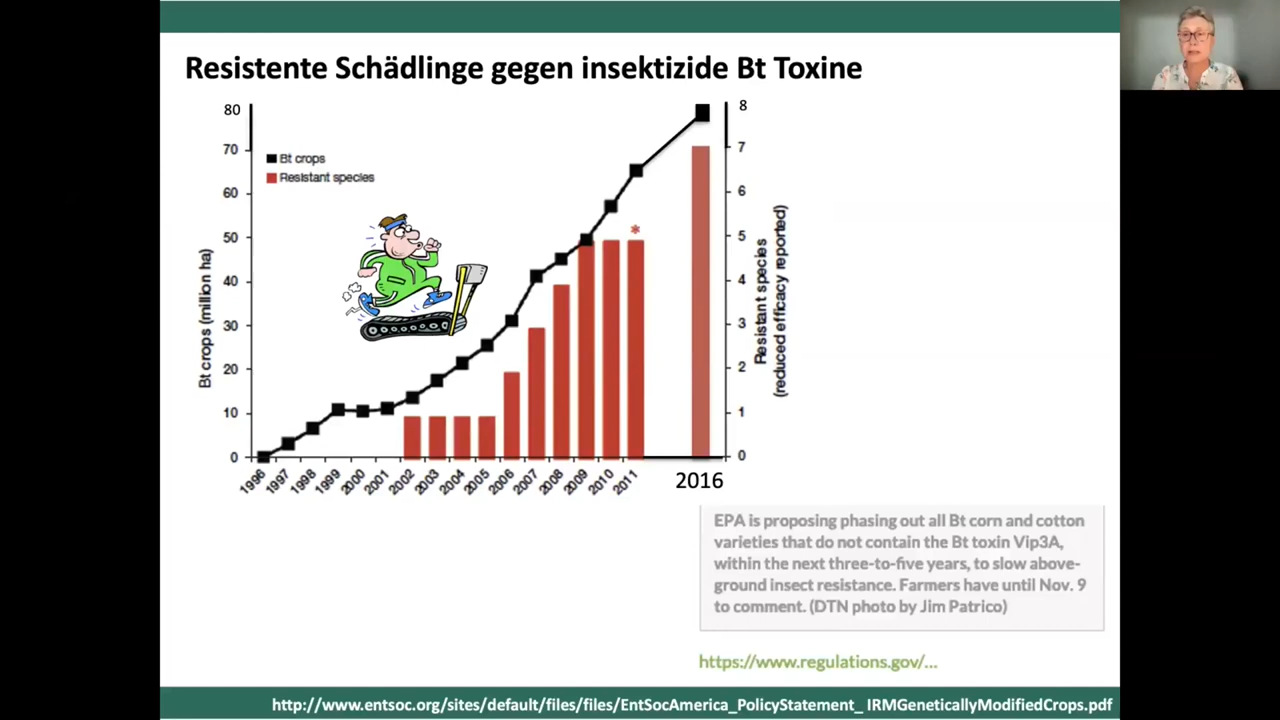 Resistente Schädlinge gegen insektizide Bt Toxine
80
70
60
50
40
30
20
10
0
Bt crops (million ha)
Bt crops
Resistant species
*
8
7
6
5
4
3
2
1
0
Resistant species
(reduced efficacy reported)
1996
1997
1998
1999
2000
2001
2002
2003
2004
2005
2006
2007
2008
2009
2010
2011
2016
EPA is proposing phasing out all Bt corn and cotton
varieties that do not contain the Bt toxin Vip3A,
within the next three-to-five years, to slow above-
ground insect resistance. Farmers have until Nov. 9
to comment. (DTN photo by Jim Patrico)
https://www.regulations.gov/...
http://www.entsoc.org/sites/default/files/files/EntSocAmerica_PolicyStatement_ IRMGeneticallyModifiedCrops.pdf